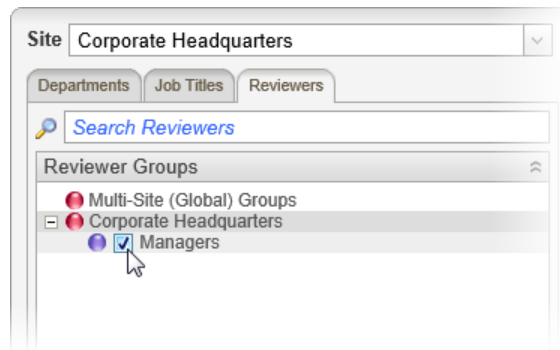 Site Corporate Headquarters
Departments Job Titles Reviewers
Search Reviewers
Reviewer Groups
Multi-Site (Global) Groups
Corporate Headquarters
Managers